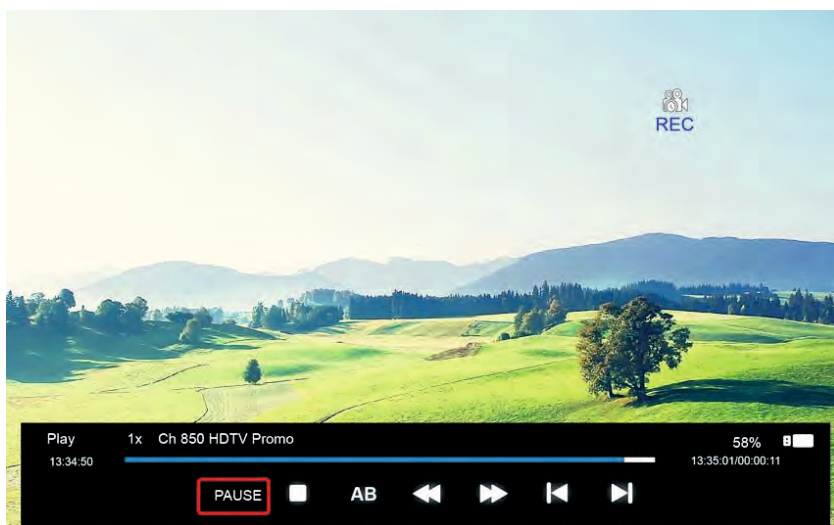 REC
Play 1x Ch 850 HDTV Promo 58%
13:34:50 13:35:01/00:00:11
PAUSE AB